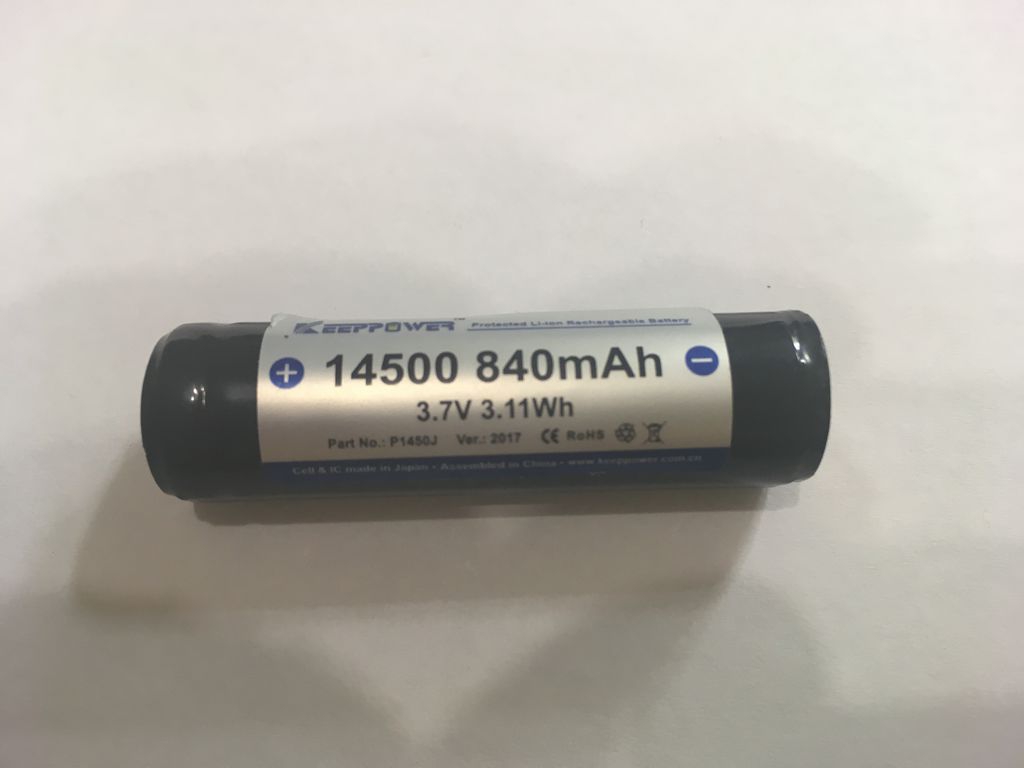 KEEPPOWER™ Protected Li-ion Rechargeable Battery
+ 14500 840mAh −
3.7V 3.11Wh
Part No.: P1450J Ver.: 2017 CE RoHS
Cell & IC made in Japan • Assembled in China • www.keeppower.com.cn